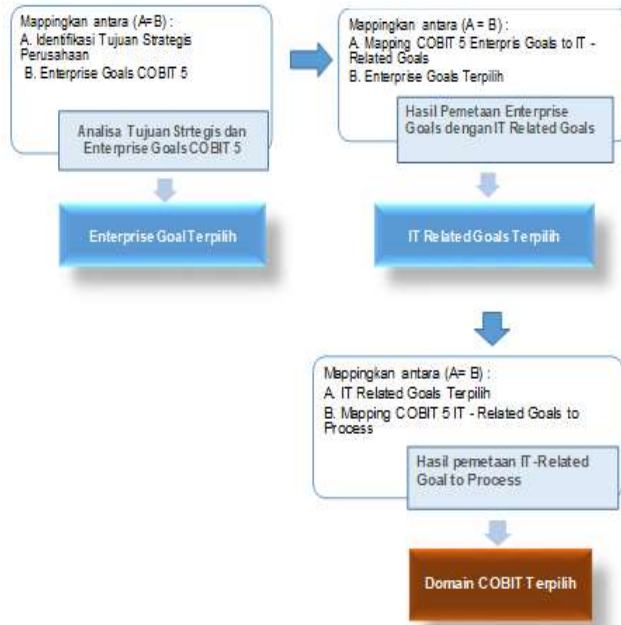 Mappingkan antara (A=B) :
A. Identifikasi Tujuan Strategis
Perusahaan
B. Enterprise Goals COBIT 5
Analisa Tujuan Strtegis dan
Enterprise Goals COBIT 5
Enterprise Goal Terpilih
Mappingkan antara (A = B) :
A. Mapping COBIT 5 Enterpris Goals to IT -
Related Goals
B. Enterprise Goals Terpilih
Hasil Pemetaan Enterprise
Goals dengan IT Related Goals
IT Related Goals Terpilih
Mappingkan antara (A= B) :
A. IT Related Goals Terpilih
B. Mapping COBIT 5 IT - Related Goals to
Process
Hasil pemetaan IT-Related
Goal to Process
Domain COBIT Terpilih